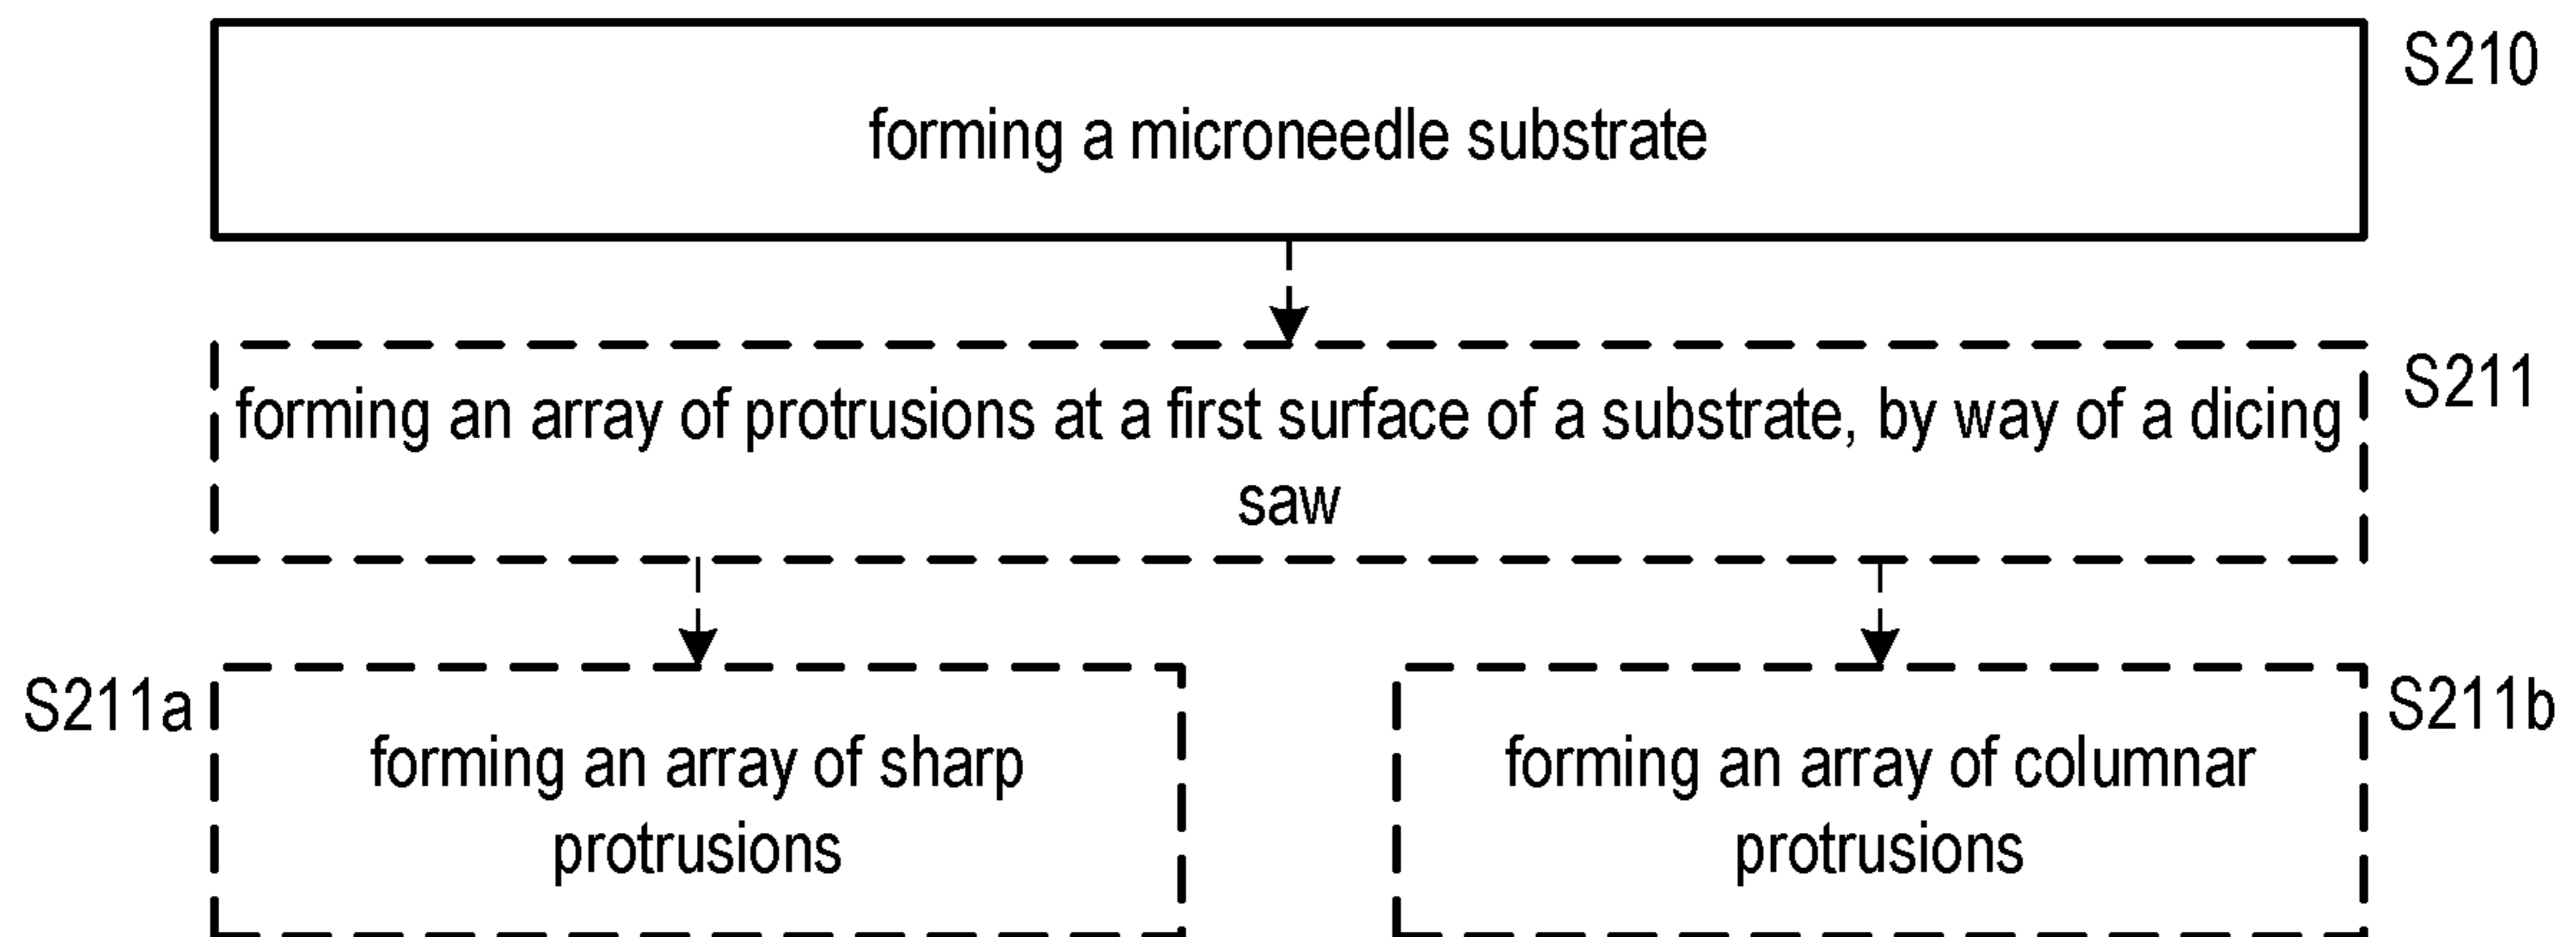 S210
forming a microneedle substrate
S211
forming an array of protrusions at a first surface of a substrate, by way of a dicing
saw
S211a
forming an array of sharp
protrusions
S211b
forming an array of columnar
protrusions